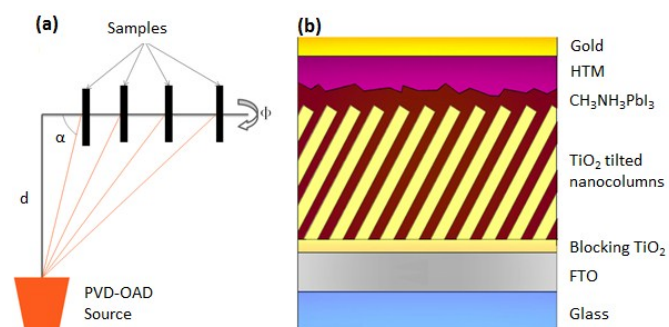 (a)
Samples
α
Φ
d
PVD-OAD
Source
(b)
Gold
HTM
CH₃NH₃PbI₃
TiO₂ tilted
nanocolumns
Blocking TiO₂
FTO
Glass